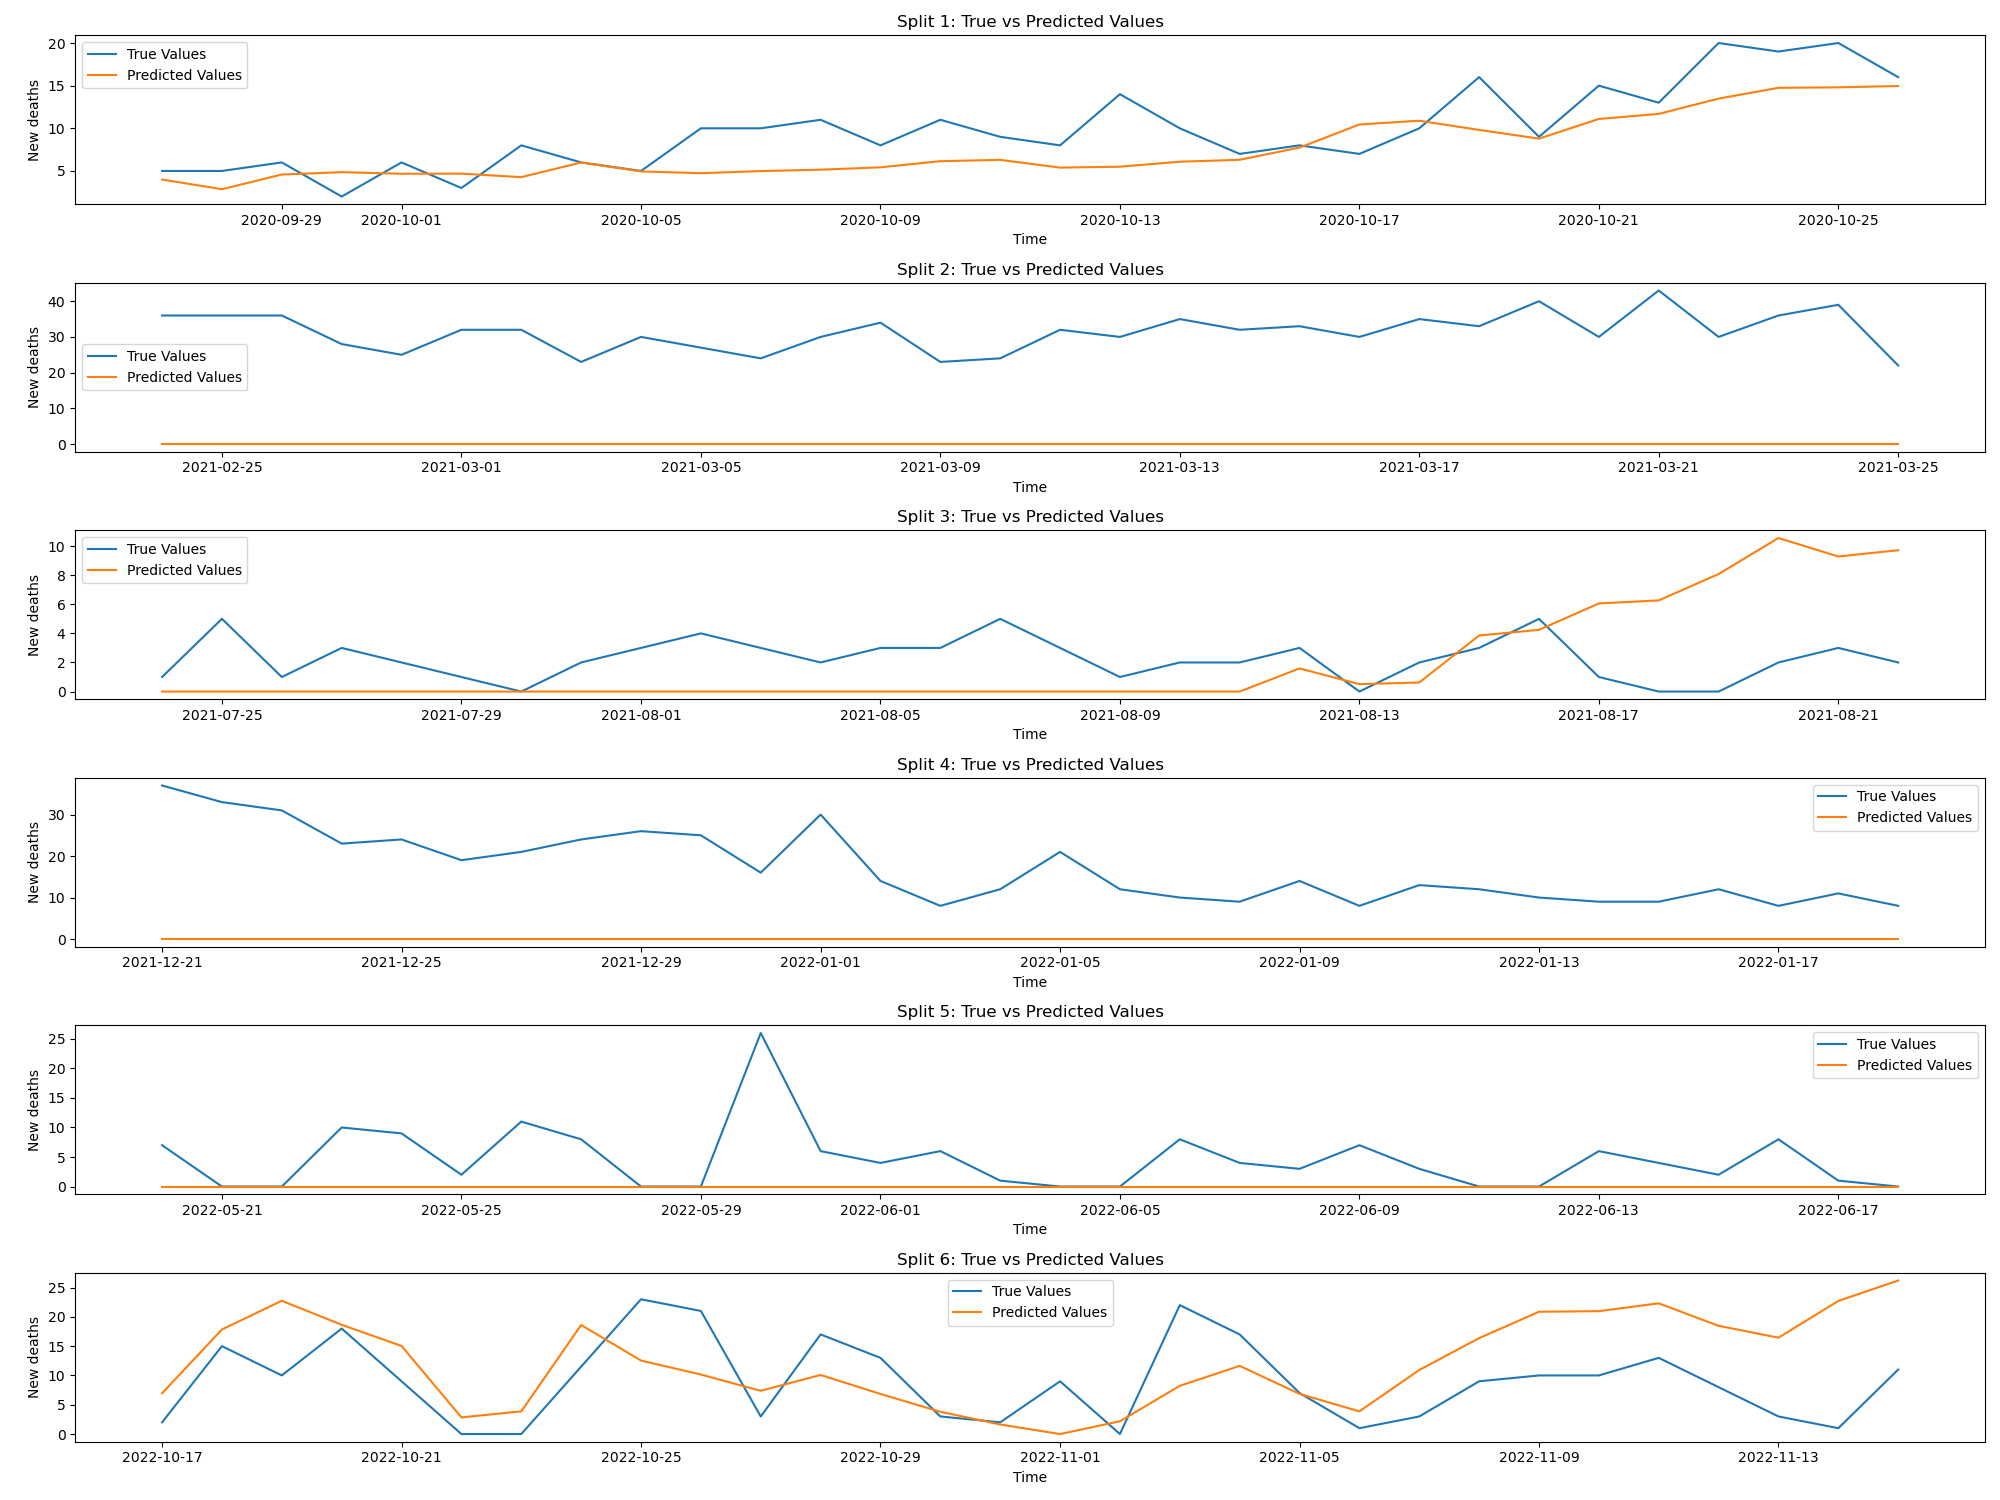 Split 1: True vs Predicted Values
True Values
Predicted Values
New deaths
20
15
10
5
2020-09-29 2020-10-01 2020-10-05 2020-10-09 2020-10-13 2020-10-17 2020-10-21 2020-10-25
Time
Split 2: True vs Predicted Values
True Values
Predicted Values
New deaths
40
30
20
10
0
2021-02-25 2021-03-01 2021-03-05 2021-03-09 2021-03-13 2021-03-17 2021-03-21 2021-03-25
Time
Split 3: True vs Predicted Values
True Values
Predicted Values
New deaths
10
8
6
4
2
0
2021-07-25 2021-07-29 2021-08-01 2021-08-05 2021-08-09 2021-08-13 2021-08-17 2021-08-21
Time
Split 4: True vs Predicted Values
True Values
Predicted Values
New deaths
30
20
10
0
2021-12-21 2021-12-25 2021-12-29 2022-01-01 2022-01-05 2022-01-09 2022-01-13 2022-01-17
Time
Split 5: True vs Predicted Values
True Values
Predicted Values
New deaths
25
20
15
10
5
0
2022-05-21 2022-05-25 2022-05-29 2022-06-01 2022-06-05 2022-06-09 2022-06-13 2022-06-17
Time
Split 6: True vs Predicted Values
True Values
Predicted Values
New deaths
25
20
15
10
5
0
2022-10-17 2022-10-21 2022-10-25 2022-10-29 2022-11-01 2022-11-05 2022-11-09 2022-11-13
Time